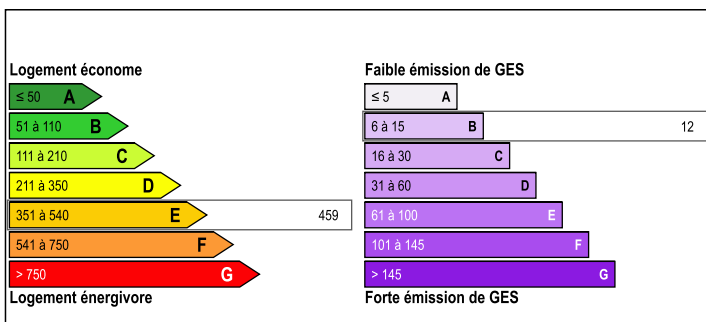 Logement économe
≤ 50 A
51 à 110 B
111 à 210 C
211 à 350 D
351 à 540 E 459
541 à 750 F
> 750 G
Logement énergivore
Faible émission de GES
≤ 5 A
6 à 15 B 12
16 à 30 C
31 à 60 D
61 à 100 E
101 à 145 F
> 145 G
Forte émission de GES